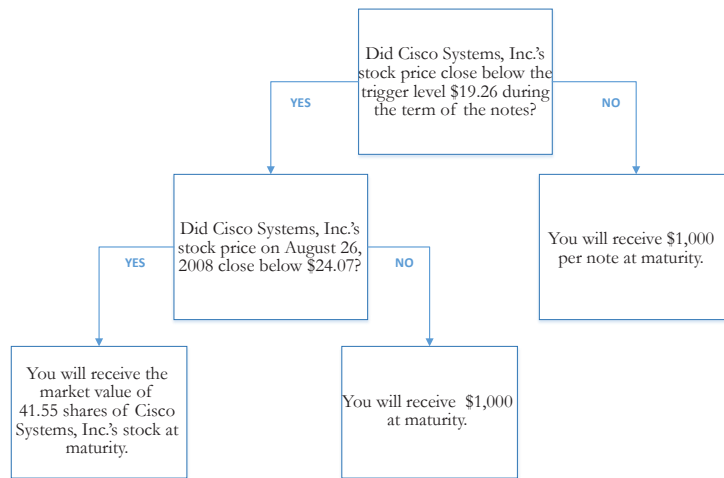 Did Cisco Systems, Inc.'s
stock price close below the
trigger level $19.26 during
the term of the notes?
YES
NO
Did Cisco Systems, Inc.'s
stock price on August 26,
2008 close below $24.07?
You will receive $1,000
per note at maturity.
YES
NO
You will receive the
market value of
41.55 shares of Cisco
Systems, Inc.'s stock at
maturity.
You will receive $1,000
at maturity.